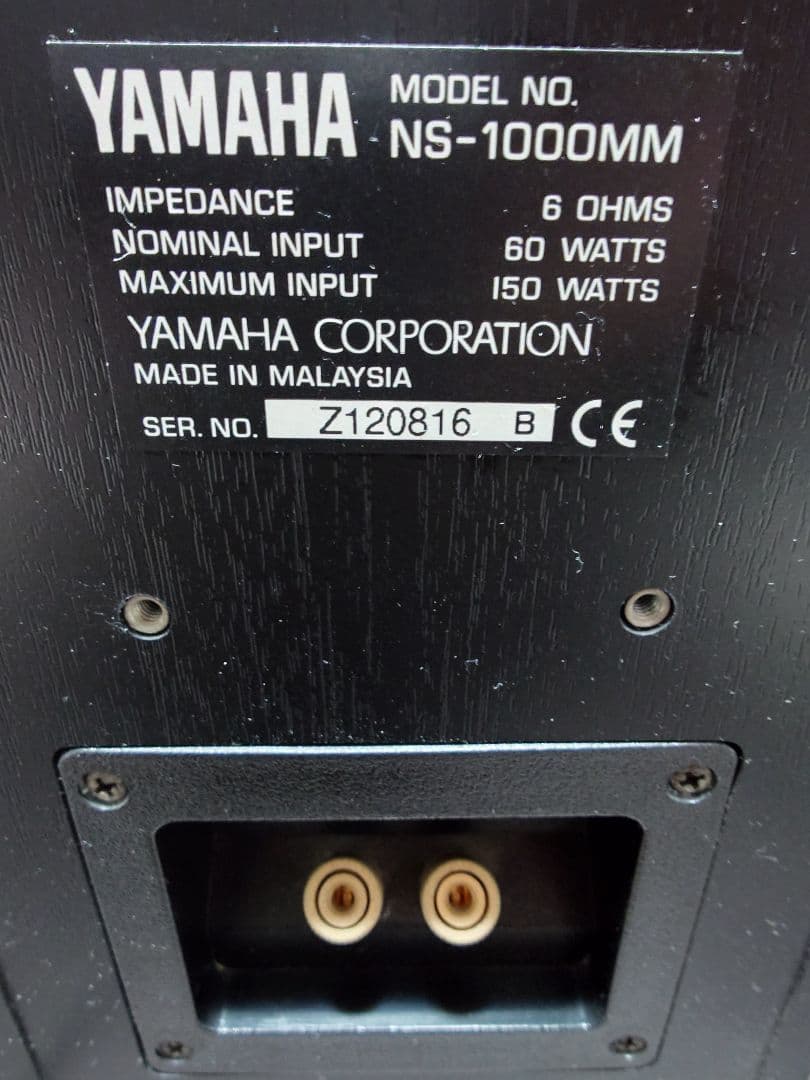 YAMAHA MODEL NO.
NS-1000MM
IMPEDANCE 6 OHMS
NOMINAL INPUT 60 WATTS
MAXIMUM INPUT 150 WATTS
YAMAHA CORPORATION
MADE IN MALAYSIA
SER. NO. Z120816 B CE